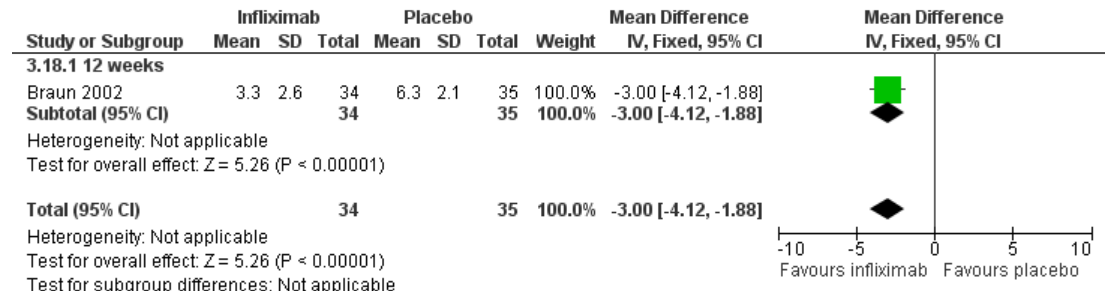 Infliximab Placebo Mean Difference Mean Difference
Study or Subgroup Mean SD Total Mean SD Total Weight IV, Fixed, 95% CI IV, Fixed, 95% CI
3.18.1 12 weeks
Braun 2002 3.3 2.6 34 6.3 2.1 35 100.0% -3.00 [-4.12, -1.88]
Subtotal (95% CI) 34 35 100.0% -3.00 [-4.12, -1.88]
Heterogeneity: Not applicable
Test for overall effect: Z = 5.26 (P < 0.00001)
Total (95% CI) 34 35 100.0% -3.00 [-4.12, -1.88]
Heterogeneity: Not applicable
Test for overall effect: Z = 5.26 (P < 0.00001)
Test for subgroup differences: Not applicable
-10 -5 0 5 10
Favours infliximab Favours placebo